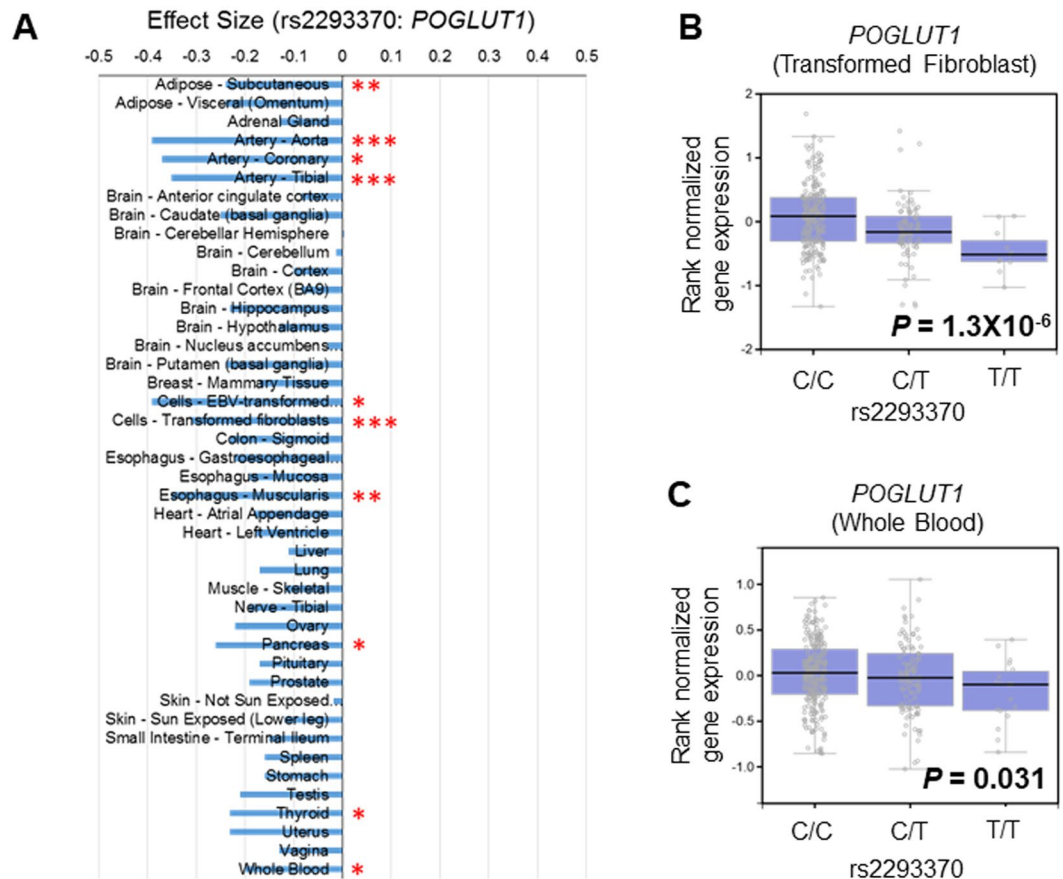 A
Effect Size (rs2293370: POGLUT1)
-0.5 -0.4 -0.3 -0.2 -0.1 0 0.1 0.2 0.3 0.4 0.5
Adipose - Subcutaneous **
Adipose - Visceral (Omentum)
Adrenal Gland
Artery - Aorta ***
Artery - Coronary *
Artery - Tibial ***
Brain - Anterior cingulate cortex...
Brain - Caudate (basal ganglia)
Brain - Cerebellar Hemisphere
Brain - Cerebellum
Brain - Cortex
Brain - Frontal Cortex (BA9)
Brain - Hippocampus
Brain - Hypothalamus
Brain - Nucleus accumbens...
Brain - Putamen (basal ganglia)
Breast - Mammary Tissue
Cells - EBV-transformed... *
Cells - Transformed fibroblasts ***
Colon - Sigmoid
Esophagus - Gastroesophageal...
Esophagus - Mucosa
Esophagus - Muscularis **
Heart - Atrial Appendage
Heart - Left Ventricle
Liver
Lung
Muscle - Skeletal
Nerve - Tibial
Ovary
Pancreas *
Pituitary
Prostate
Skin - Not Sun Exposed...
Skin - Sun Exposed (Lower leg)
Small Intestine - Terminal Ileum
Spleen
Stomach
Testis
Thyroid *
Uterus
Vagina
Whole Blood *
B
POGLUT1
(Transformed Fibroblast)
Rank normalized
gene expression
2
1
0
-1
-2
P = 1.3X10-6
C/C C/T T/T
rs2293370
C
POGLUT1
(Whole Blood)
Rank normalized
gene expression
1.0
0.5
0.0
-0.5
-1.0
P = 0.031
C/C C/T T/T
rs2293370